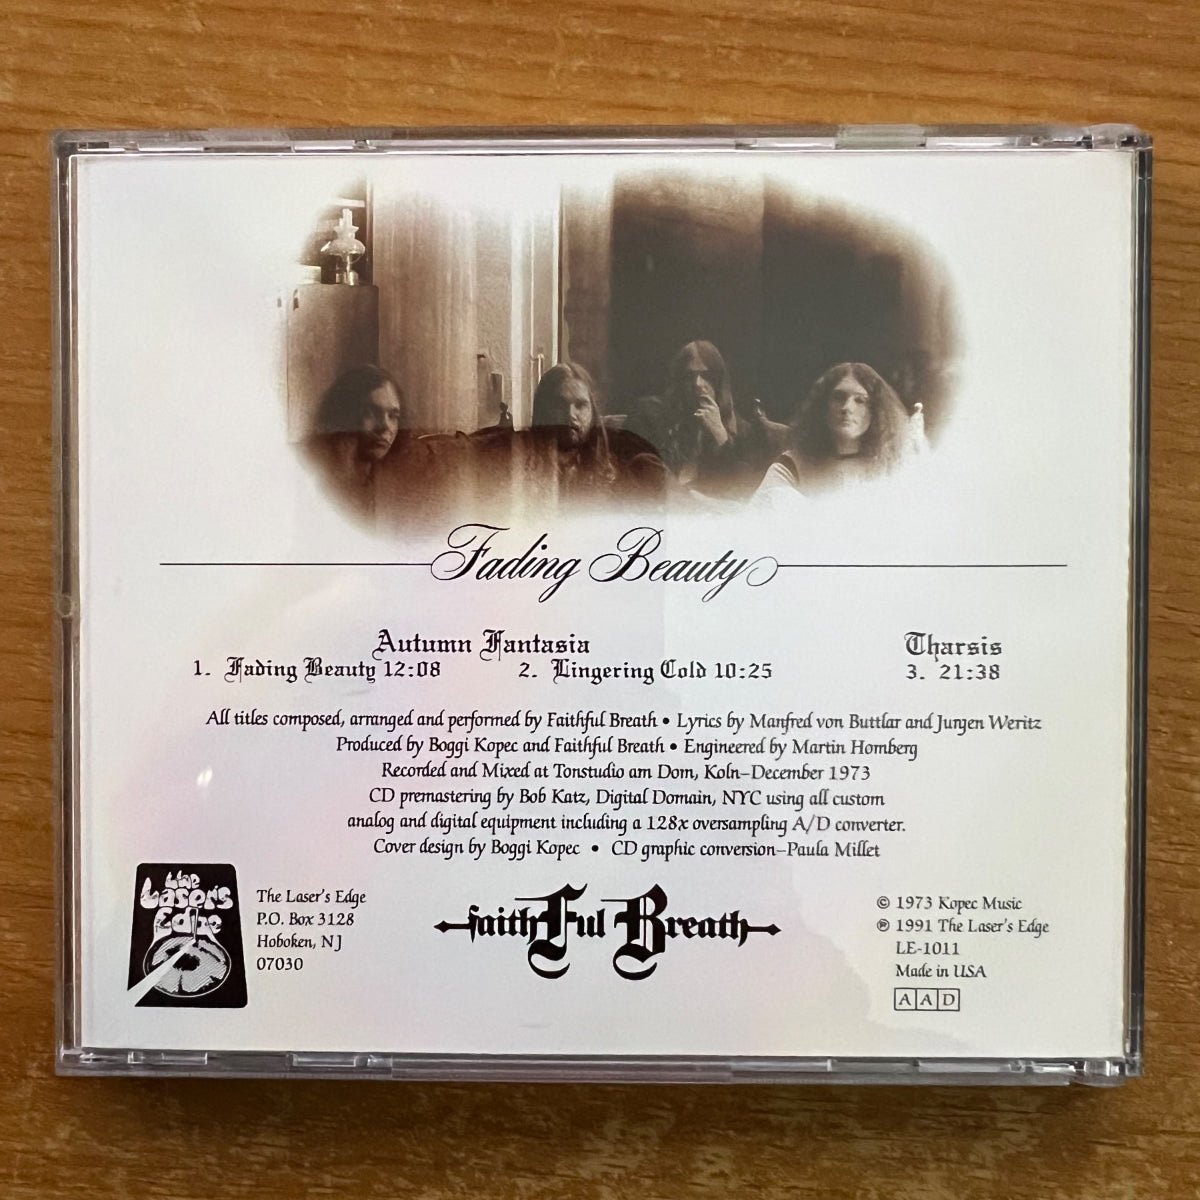 Fading Beauty
Autumn Fantasia
1. Fading Beauty 12:08 2. Lingering Cold 10:25
Tharsis
3. 21:38
All titles composed, arranged and performed by Faithful Breath • Lyrics by Manfred von Buttlar and Jurgen Weritz
Produced by Boggi Kopec and Faithful Breath • Engineered by Martin Homberg
Recorded and Mixed at Tonstudio am Dom, Koln–December 1973
CD premastering by Bob Katz, Digital Domain, NYC using all custom
analog and digital equipment including a 128x oversampling A/D converter.
Cover design by Boggi Kopec • CD graphic conversion–Paula Millet
the
Laser's
Edge
The Laser's Edge
P.O. Box 3128
Hoboken, NJ
07030
faithFul Breath
© 1973 Kopec Music
℗ 1991 The Laser's Edge
LE-1011
Made in USA
AAD